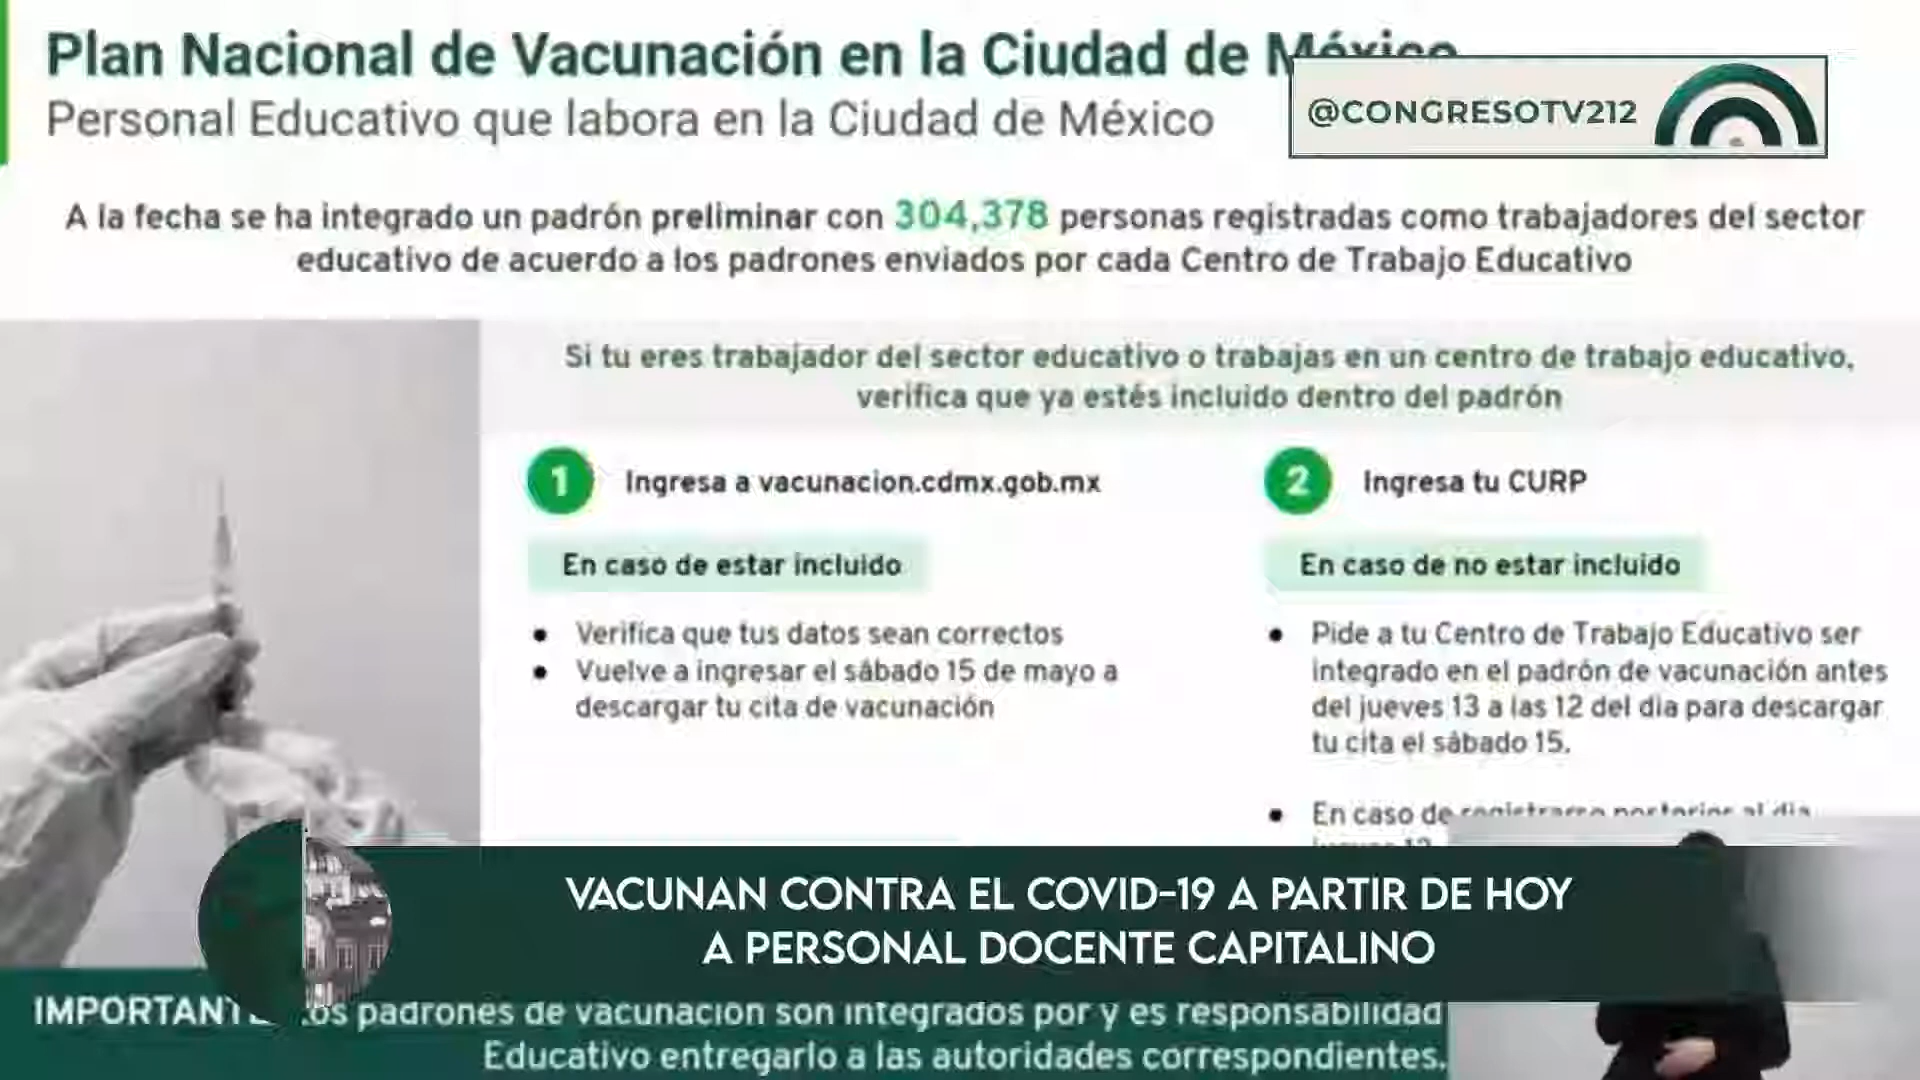 Plan Nacional de Vacunación en la Ciudad de México
@CONGRESOTV212
Personal Educativo que labora en la Ciudad de México
A la fecha se ha integrado un padrón preliminar con 304,378 personas registradas como trabajadores del sector
educativo de acuerdo a los padrones enviados por cada Centro de Trabajo Educativo
Si tu eres trabajador del sector educativo o trabajas en un centro de trabajo educativo,
verifica que ya estés incluido dentro del padrón
1 Ingresa a vacunacion.cdmx.gob.mx
En caso de estar incluido
● Verifica que tus datos sean correctos
● Vuelve a ingresar el sábado 15 de mayo a
descargar tu cita de vacunación
2 Ingresa tu CURP
En caso de no estar incluido
● Pide a tu Centro de Trabajo Educativo ser
integrado en el padrón de vacunación antes
del jueves 13 a las 12 del dia para descargar
tu cita el sábado 15.
● En caso de registrarse posterior al dia
VACUNAN CONTRA EL COVID-19 A PARTIR DE HOY
A PERSONAL DOCENTE CAPITALINO
IMPORTANTE os padrones de vacunación son integrados por y es responsabilidad
Educativo entregarlo a las autoridades correspondientes.